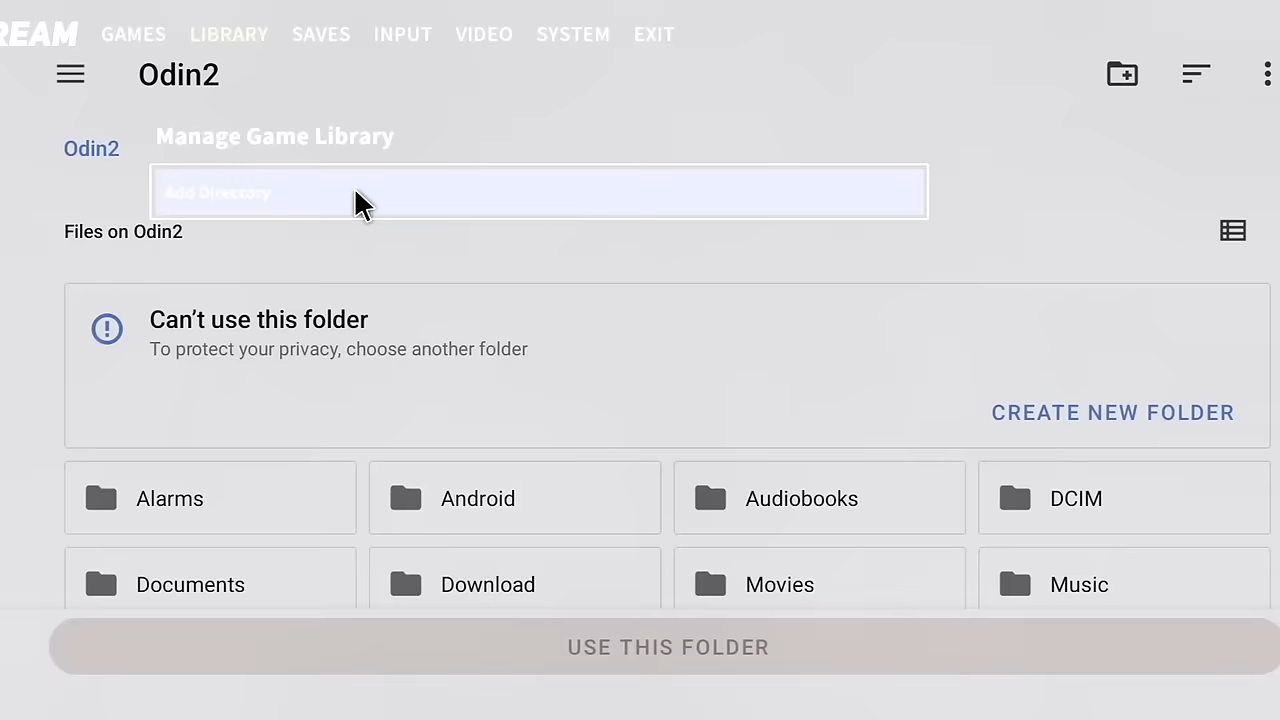 REAM GAMES LIBRARY SAVES INPUT VIDEO SYSTEM EXIT
Odin2
Manage Game Library
Odin2
Add Directory
Files on Odin2
Can’t use this folder
To protect your privacy, choose another folder
CREATE NEW FOLDER
Alarms Android Audiobooks DCIM
Documents Download Movies Music
USE THIS FOLDER